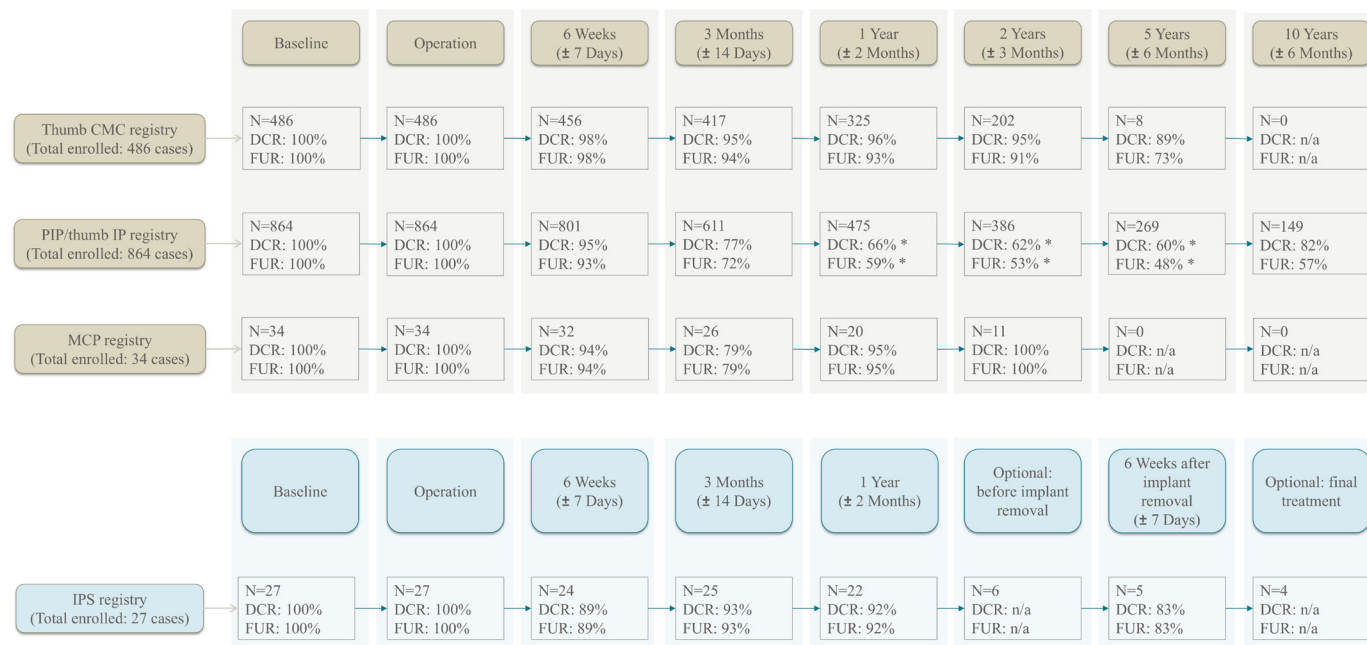 Baseline
Operation
6 Weeks
(± 7 Days)
3 Months
(± 14 Days)
1 Year
(± 2 Months)
2 Years
(± 3 Months)
5 Years
(± 6 Months)
10 Years
(± 6 Months)
Thumb CMC registry
(Total enrolled: 486 cases)
N=486
DCR: 100%
FUR: 100%
N=486
DCR: 100%
FUR: 100%
N=456
DCR: 98%
FUR: 98%
N=417
DCR: 95%
FUR: 94%
N=325
DCR: 96%
FUR: 93%
N=202
DCR: 95%
FUR: 91%
N=8
DCR: 89%
FUR: 73%
N=0
DCR: n/a
FUR: n/a
PIP/thumb IP registry
(Total enrolled: 864 cases)
N=864
DCR: 100%
FUR: 100%
N=864
DCR: 100%
FUR: 100%
N=801
DCR: 95%
FUR: 93%
N=611
DCR: 77%
FUR: 72%
N=475
DCR: 66% *
FUR: 59% *
N=386
DCR: 62% *
FUR: 53% *
N=269
DCR: 60% *
FUR: 48% *
N=149
DCR: 82%
FUR: 57%
MCP registry
(Total enrolled: 34 cases)
N=34
DCR: 100%
FUR: 100%
N=34
DCR: 100%
FUR: 100%
N=32
DCR: 94%
FUR: 94%
N=26
DCR: 79%
FUR: 79%
N=20
DCR: 95%
FUR: 95%
N=11
DCR: 100%
FUR: 100%
N=0
DCR: n/a
FUR: n/a
N=0
DCR: n/a
FUR: n/a
Baseline
Operation
6 Weeks
(± 7 Days)
3 Months
(± 14 Days)
1 Year
(± 2 Months)
Optional:
before implant
removal
6 Weeks after
implant
removal
(± 7 Days)
Optional: final
treatment
IPS registry
(Total enrolled: 27 cases)
N=27
DCR: 100%
FUR: 100%
N=27
DCR: 100%
FUR: 100%
N=24
DCR: 89%
FUR: 89%
N=25
DCR: 93%
FUR: 93%
N=22
DCR: 92%
FUR: 92%
N=6
DCR: n/a
FUR: n/a
N=5
DCR: 83%
FUR: 83%
N=4
DCR: n/a
FUR: n/a